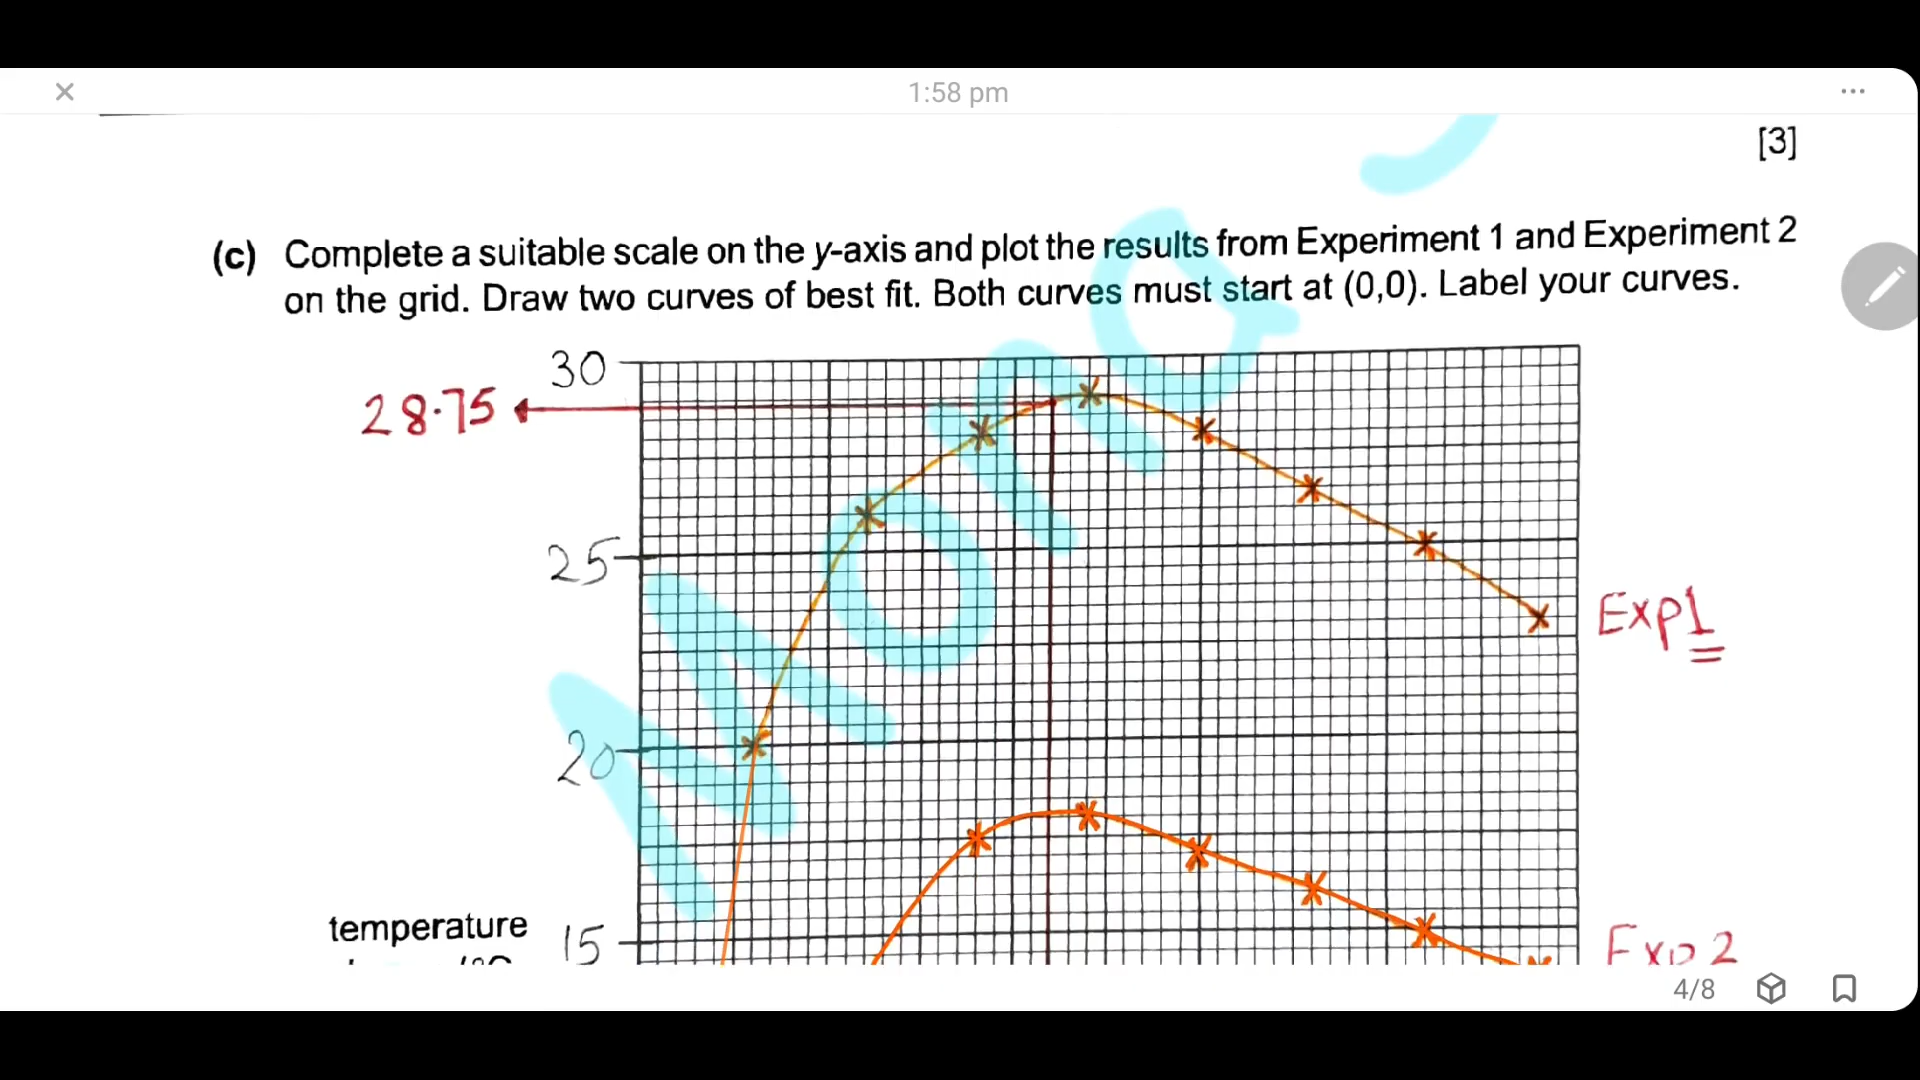 1:58 pm
[3]
(c) Complete a suitable scale on the y-axis and plot the results from Experiment 1 and Experiment 2
on the grid. Draw two curves of best fit. Both curves must start at (0,0). Label your curves.
30
28.75
25
Exp1
20
temperature
15
Exp 2
4/8
Mona